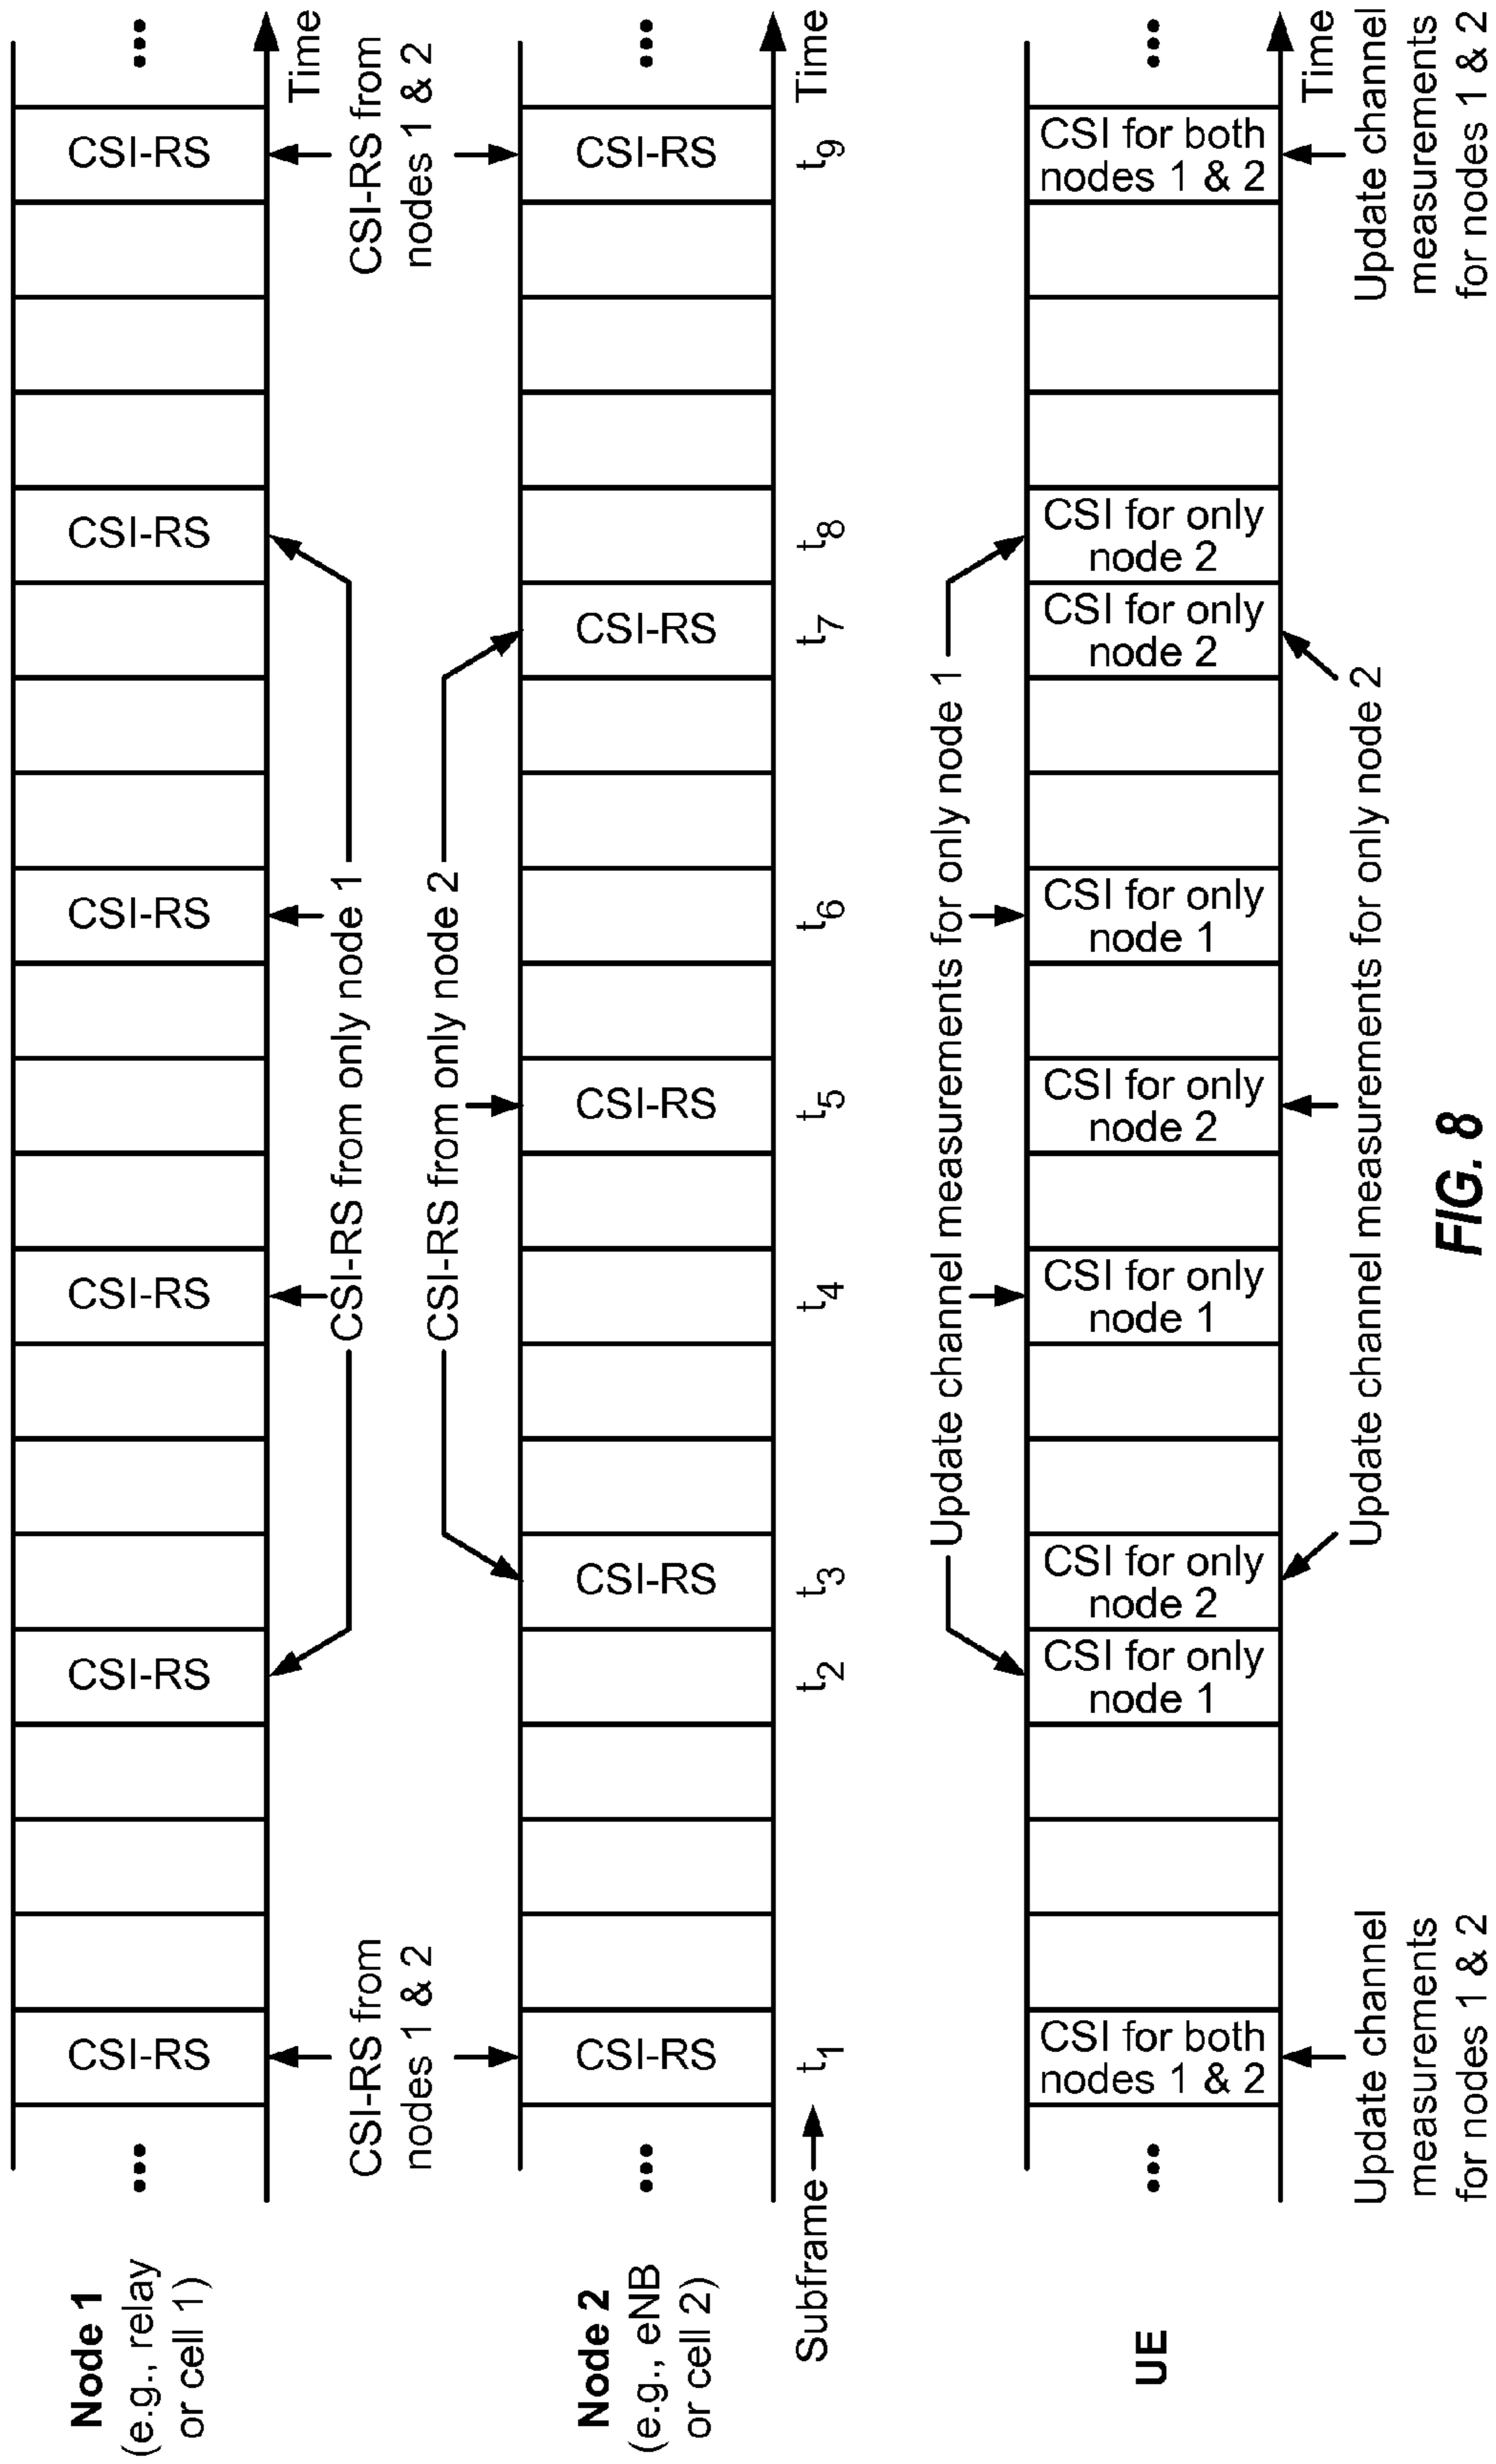 Node 1
(e.g., relay
or cell 1)
•••
CSI-RS
CSI-RS
CSI-RS
CSI-RS
CSI-RS
CSI-RS
•••
Time
CSI-RS from
nodes 1 & 2
CSI-RS from only node 1
CSI-RS from only node 2
CSI-RS from
nodes 1 & 2
Node 2
(e.g., eNB
or cell 2)
•••
CSI-RS
CSI-RS
CSI-RS
CSI-RS
CSI-RS
•••
Time
Subframe
t1
t2
t3
t4
t5
t6
t7
t8
t9
Update channel measurements for only node 1
UE
•••
CSI for both
nodes 1 & 2
CSI for only
node 1
CSI for only
node 2
CSI for only
node 1
CSI for only
node 2
CSI for only
node 1
CSI for only
node 2
CSI for only
node 2
CSI for both
nodes 1 & 2
•••
Time
Update channel
measurements
for nodes 1 & 2
Update channel measurements for only node 2
Update channel
measurements
for nodes 1 & 2
FIG. 8